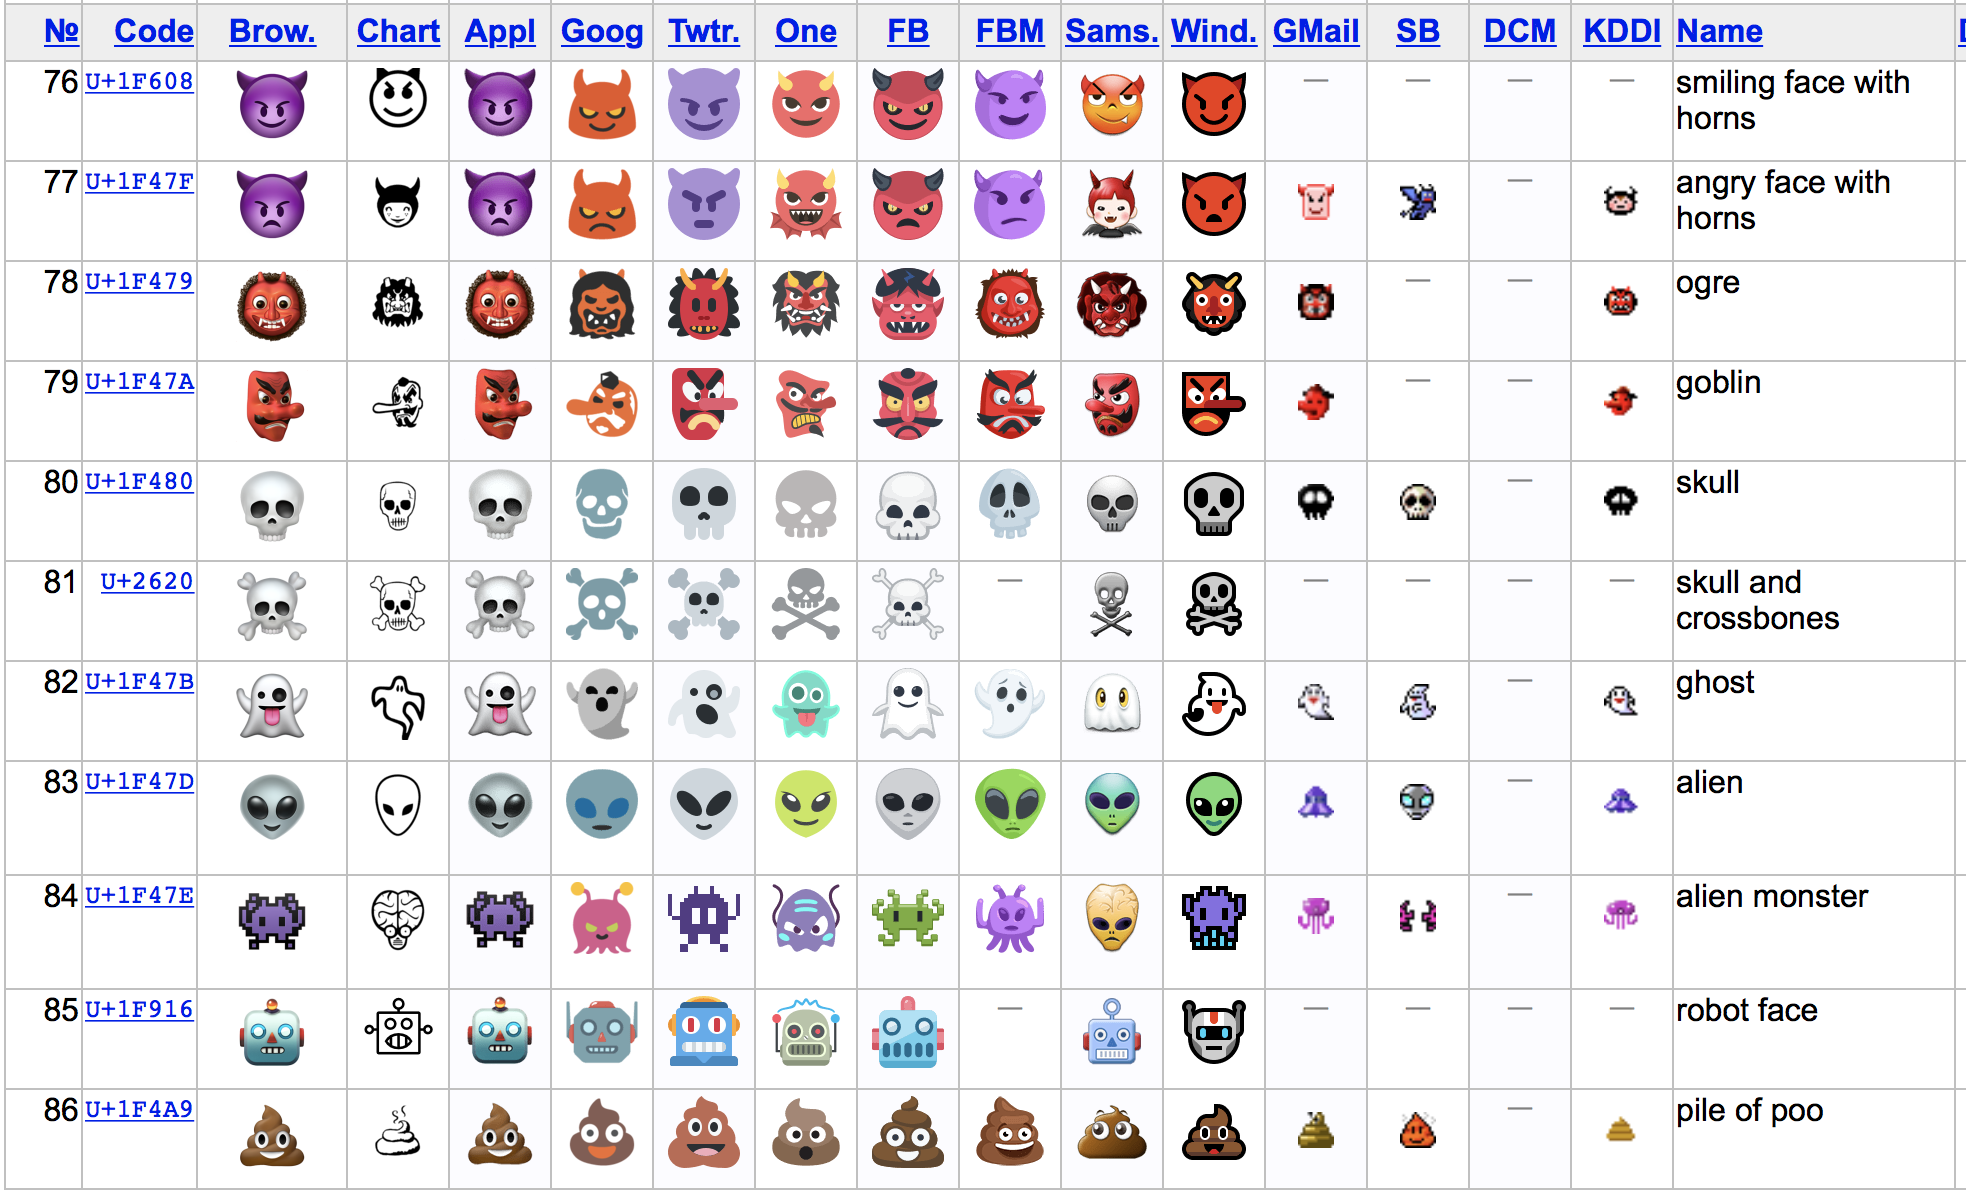 № Code Brow. Chart Appl Goog Twtr. One FB FBM Sams. Wind. GMail SB DCM KDDI Name
76 U+1F608 — — — — smiling face with
horns
77 U+1F47F — angry face with
horns
78 U+1F479 — — ogre
79 U+1F47A — — goblin
80 U+1F480 — skull
81 U+2620 — — — — — skull and
crossbones
82 U+1F47B — ghost
83 U+1F47D — alien
84 U+1F47E — alien monster
85 U+1F916 — — — — — robot face
86 U+1F4A9 — pile of poo